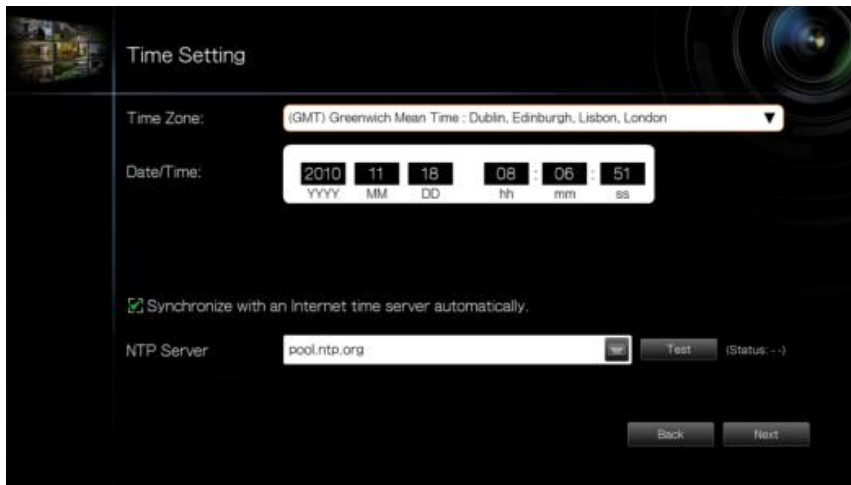 Time Setting
Time Zone: (GMT) Greenwich Mean Time : Dublin, Edinburgh, Lisbon, London
Date/Time: 2010 11 18 08 : 06 : 51
YYYY MM DD hh mm ss
Synchronize with an Internet time server automatically.
NTP Server pool.ntp.org Test (Status: - -)
Back Next